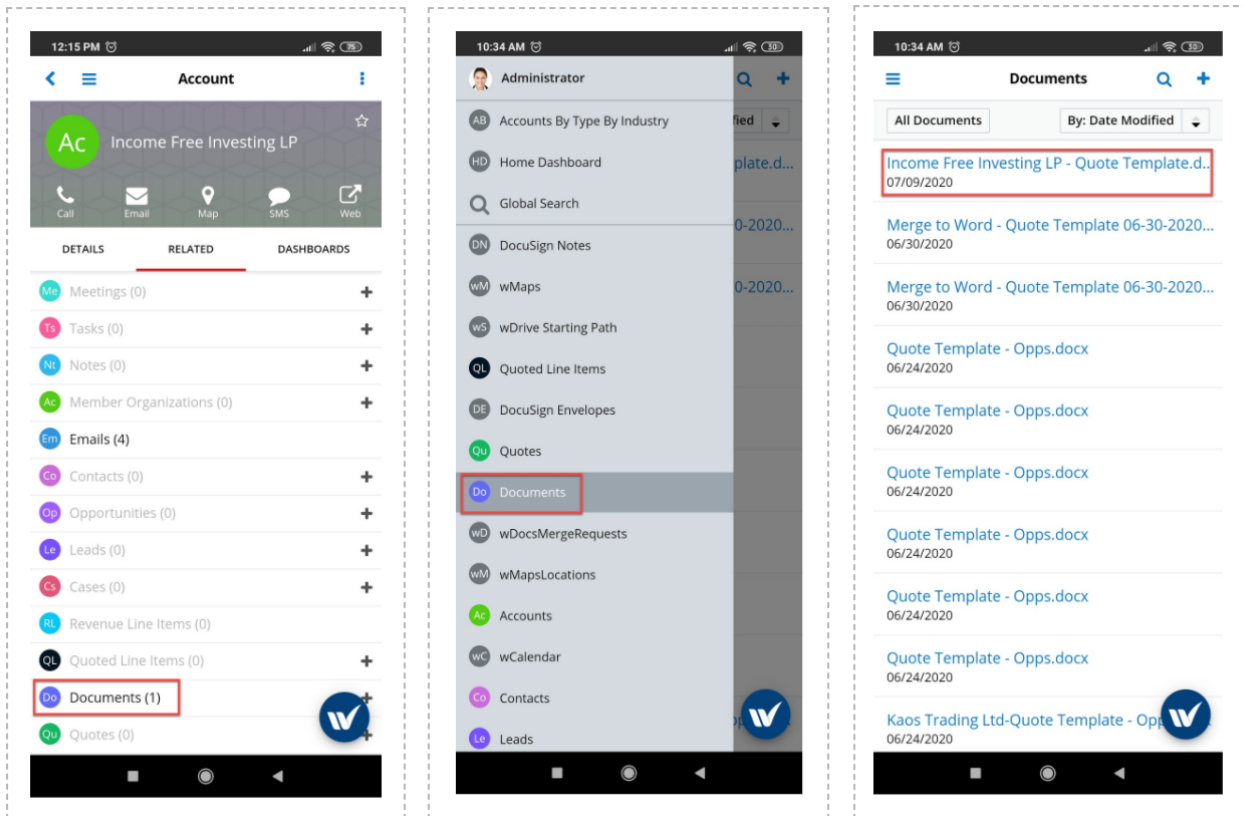 12:15 PM
75
Account
Ac
Income Free Investing LP
Call
Email
Map
SMS
Web
DETAILS
RELATED
DASHBOARDS
Me Meetings (0)
Ts Tasks (0)
Nt Notes (0)
Ac Member Organizations (0)
Em Emails (4)
Co Contacts (0)
Op Opportunities (0)
Le Leads (0)
Cs Cases (0)
RL Revenue Line Items (0)
QL Quoted Line Items (0)
Do Documents (1)
Qu Quotes (0)
10:34 AM
30
Administrator
AB Accounts By Type By Industry
fied
HD Home Dashboard
plate.d...
Global Search
0-2020...
DN DocuSign Notes
wM wMaps
0-2020...
wS wDrive Starting Path
QL Quoted Line Items
DE DocuSign Envelopes
Qu Quotes
Do Documents
wD wDocsMergeRequests
wM wMapsLocations
Ac Accounts
wC wCalendar
Co Contacts
Le Leads
10:34 AM
30
Documents
All Documents
By: Date Modified
Income Free Investing LP - Quote Template.d..
07/09/2020
Merge to Word - Quote Template 06-30-2020...
06/30/2020
Merge to Word - Quote Template 06-30-2020...
06/30/2020
Quote Template - Opps.docx
06/24/2020
Quote Template - Opps.docx
06/24/2020
Quote Template - Opps.docx
06/24/2020
Quote Template - Opps.docx
06/24/2020
Quote Template - Opps.docx
06/24/2020
Quote Template - Opps.docx
06/24/2020
Kaos Trading Ltd-Quote Template - Op
06/24/2020